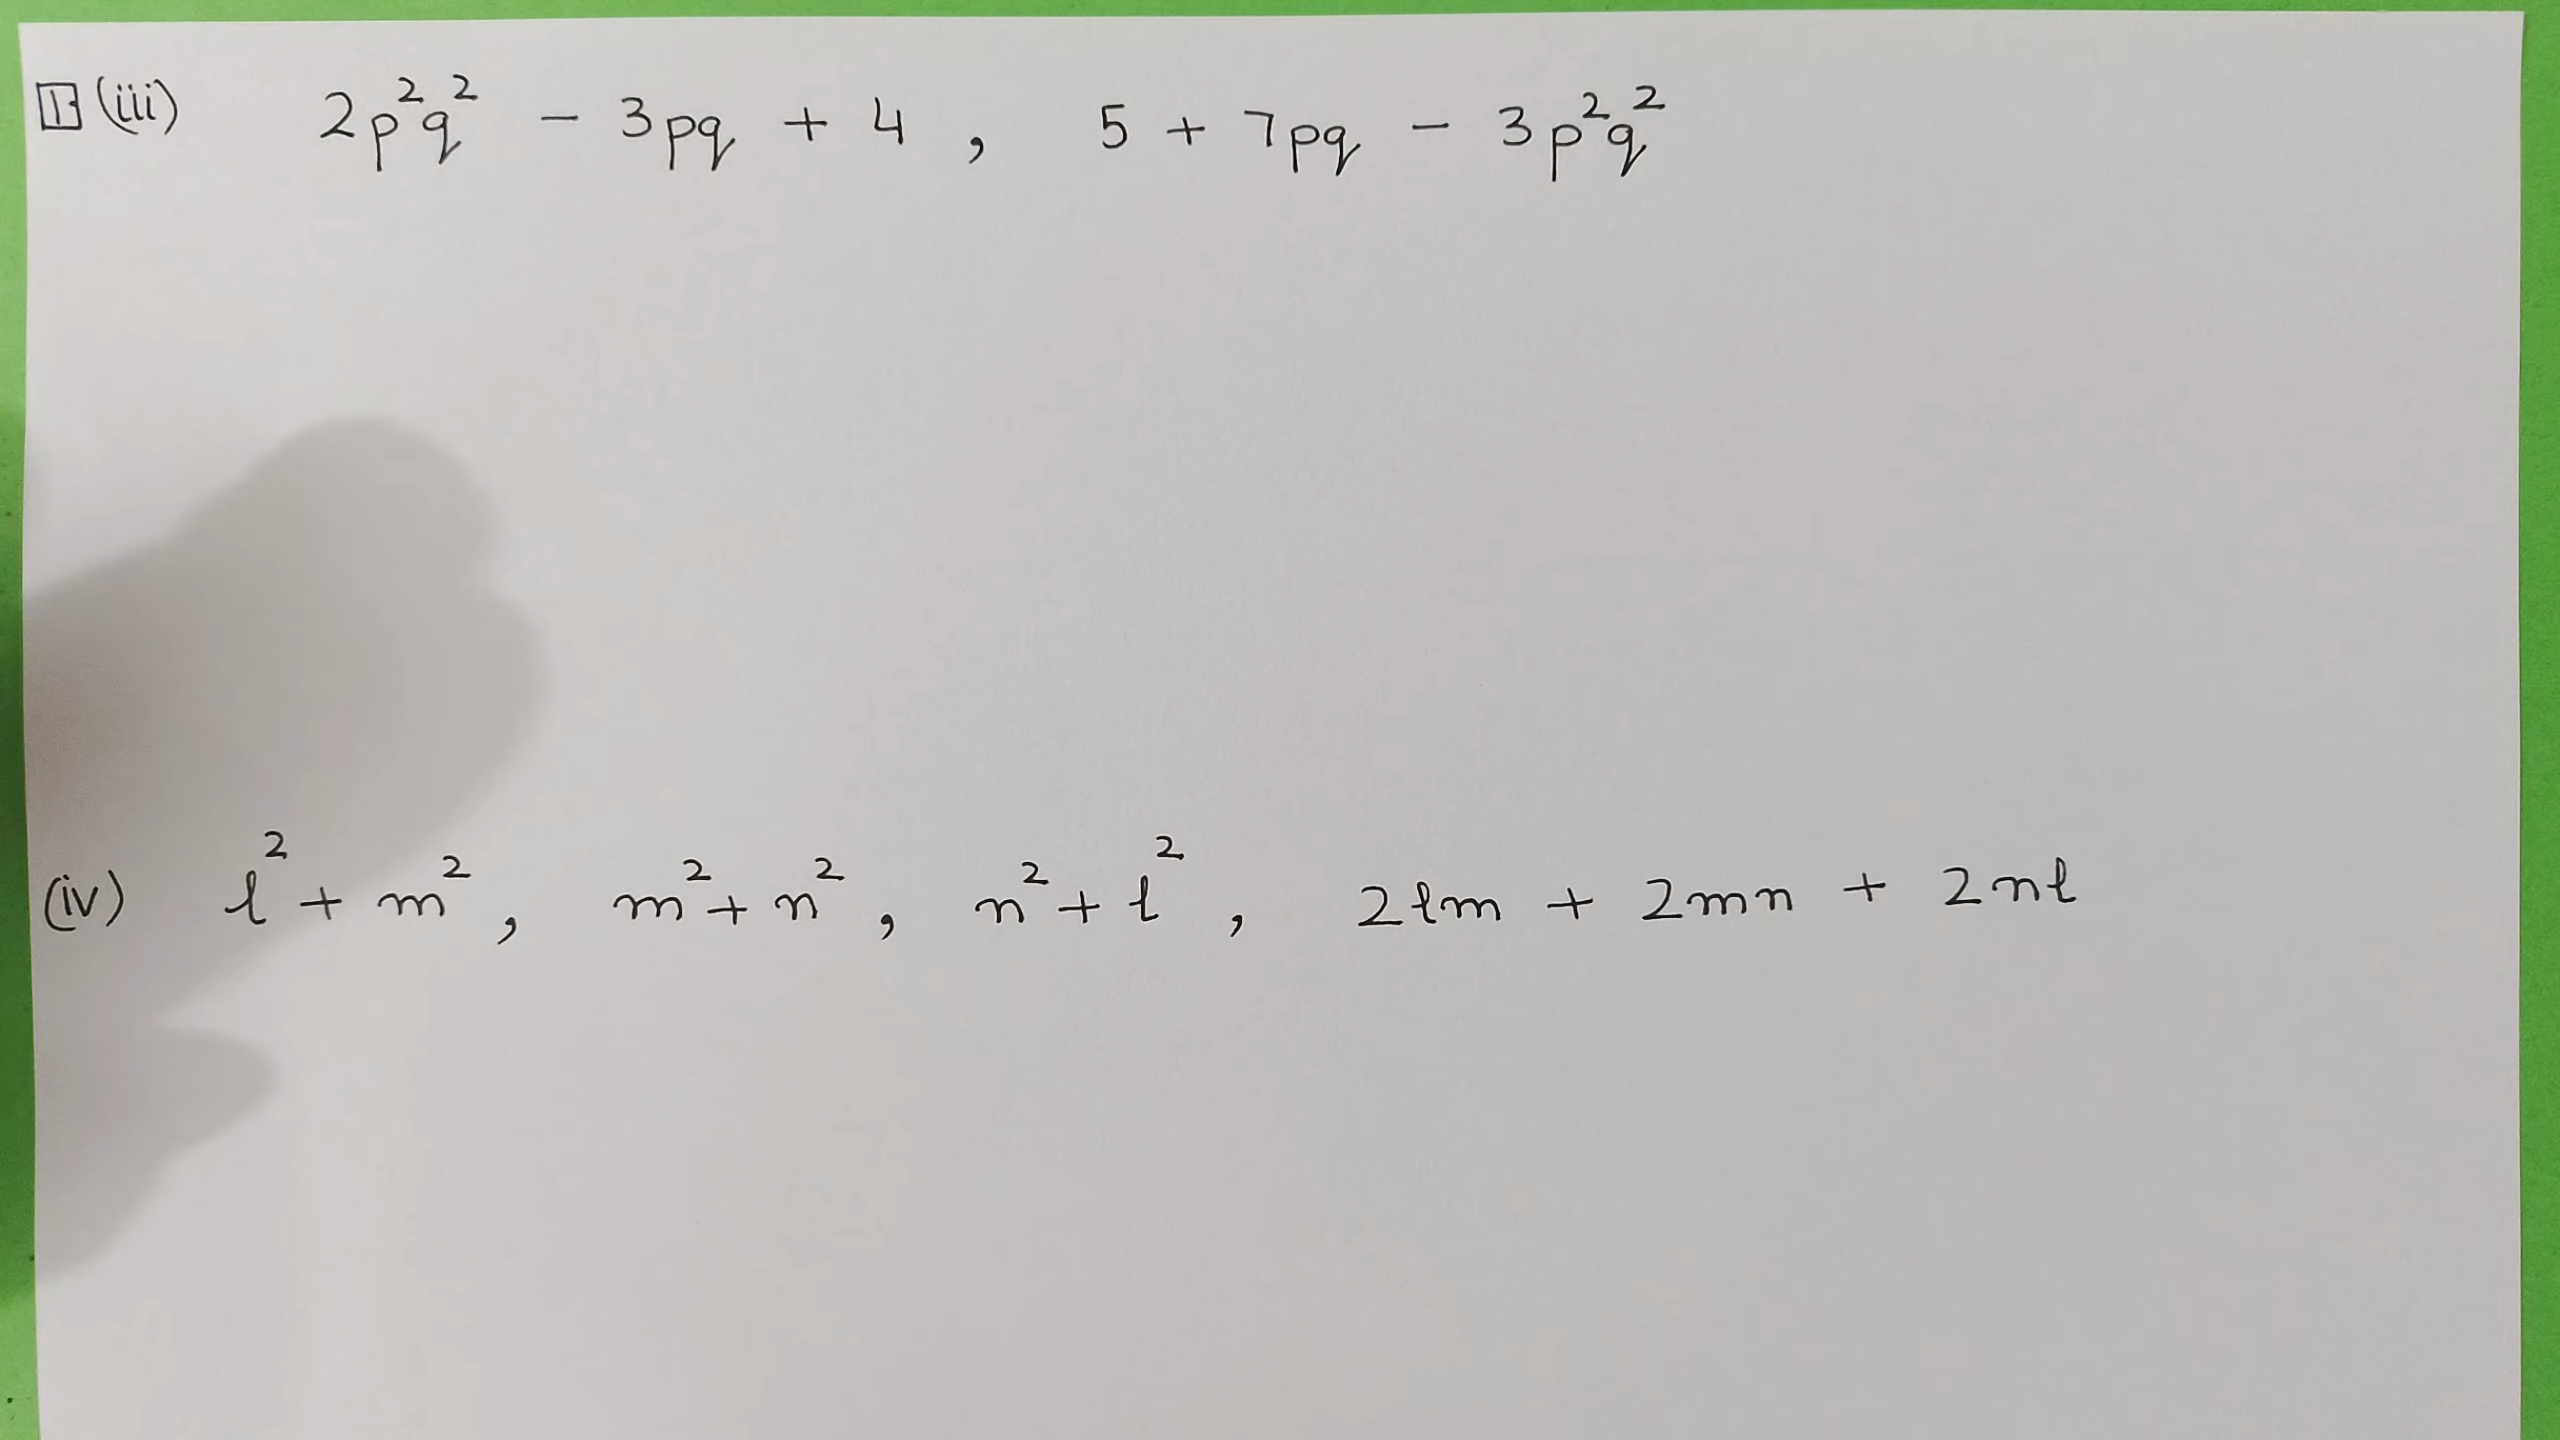 1 (iii) 2p²q² - 3pq + 4 , 5 + 7pq - 3p²q²
(iv) l² + m² , m² + n² , n² + l² , 2lm + 2mn + 2nl